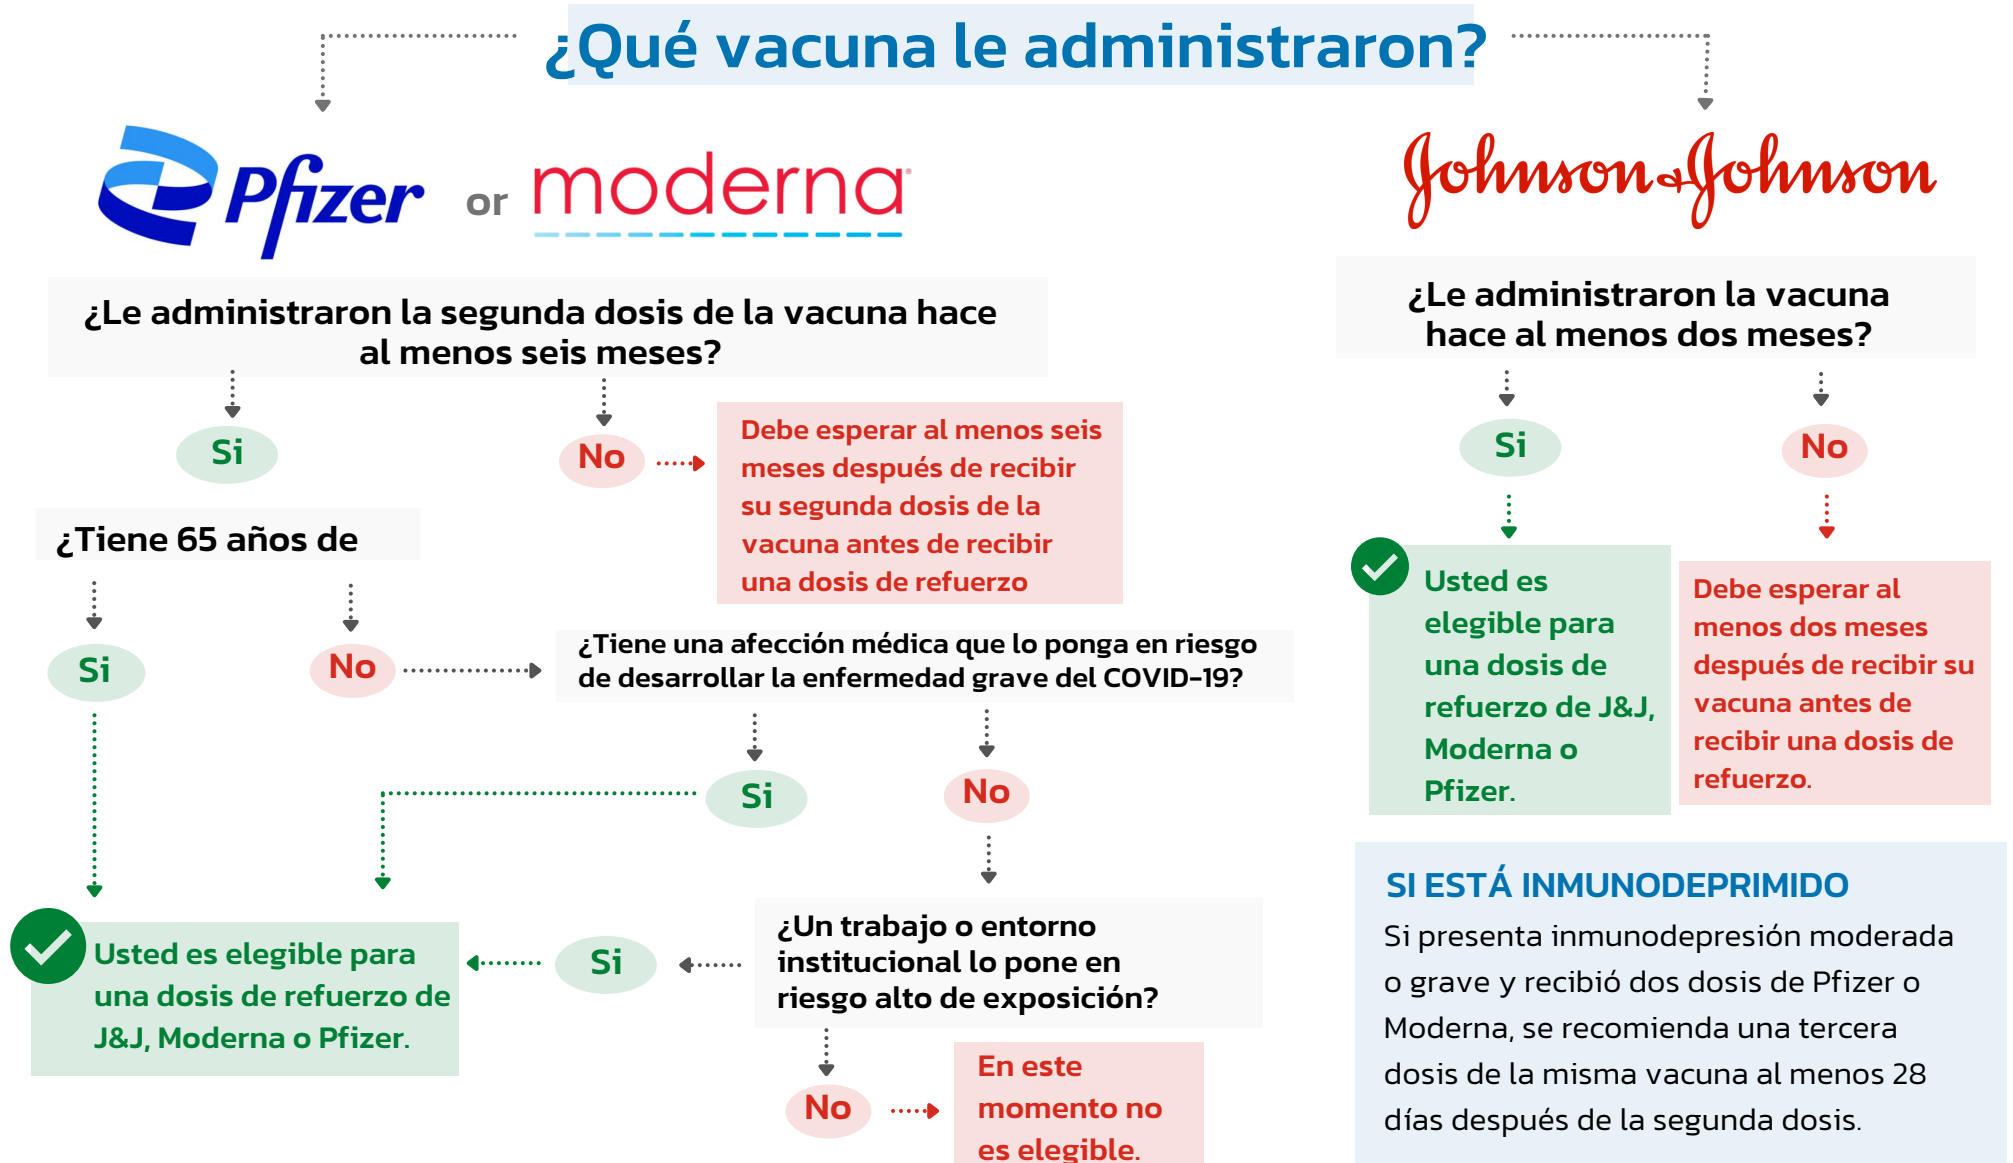 ¿Qué vacuna le administraron?
Pfizer or moderna
¿Le administraron la segunda dosis de la vacuna hace
al menos seis meses?
Si
No
Debe esperar al menos seis
meses después de recibir
su segunda dosis de la
vacuna antes de recibir
una dosis de refuerzo
¿Tiene 65 años de
Si
No
¿Tiene una afección médica que lo ponga en riesgo
de desarrollar la enfermedad grave del COVID-19?
Si
No
¿Un trabajo o entorno
institucional lo pone en
riesgo alto de exposición?
Si
Usted es elegible para
una dosis de refuerzo de
J&J, Moderna o Pfizer.
No
En este
momento no
es elegible.
Johnson & Johnson
¿Le administraron la vacuna
hace al menos dos meses?
Si
No
Usted es
elegible para
una dosis de
refuerzo de J&J,
Moderna o
Pfizer.
Debe esperar al
menos dos meses
después de recibir su
vacuna antes de
recibir una dosis de
refuerzo.
SI ESTÁ INMUNODEPRIMIDO
Si presenta inmunodepresión moderada
o grave y recibió dos dosis de Pfizer o
Moderna, se recomienda una tercera
dosis de la misma vacuna al menos 28
días después de la segunda dosis.